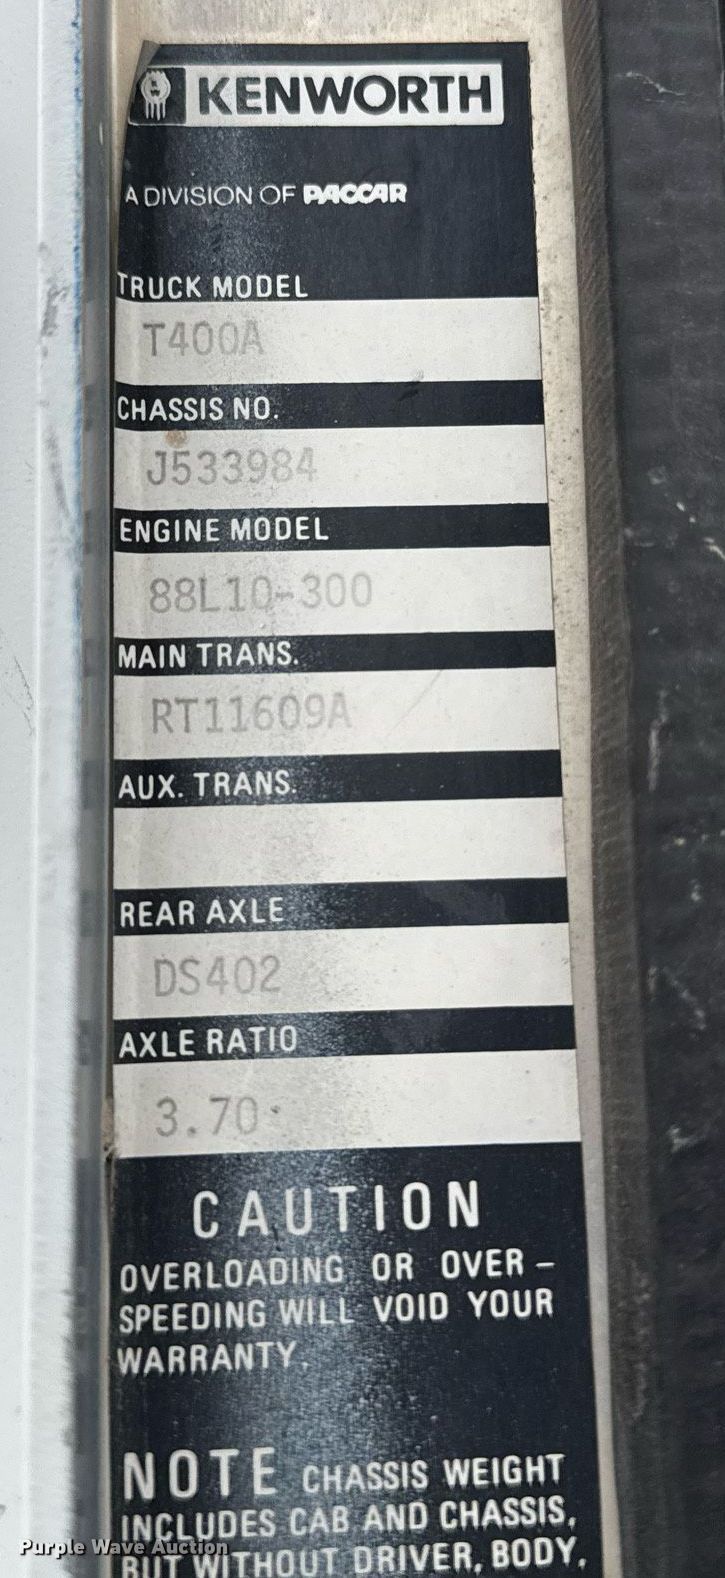 KENWORTH
A DIVISION OF PACCAR
TRUCK MODEL
T400A
CHASSIS NO.
J533984
ENGINE MODEL
88L10-300
MAIN TRANS.
RT11609A
AUX. TRANS.
REAR AXLE
DS402
AXLE RATIO
3.70
CAUTION
OVERLOADING OR OVER-
SPEEDING WILL VOID YOUR
WARRANTY.
NOTE CHASSIS WEIGHT
INCLUDES CAB AND CHASSIS,
BUT WITHOUT DRIVER, BODY,
Purple Wave Auction